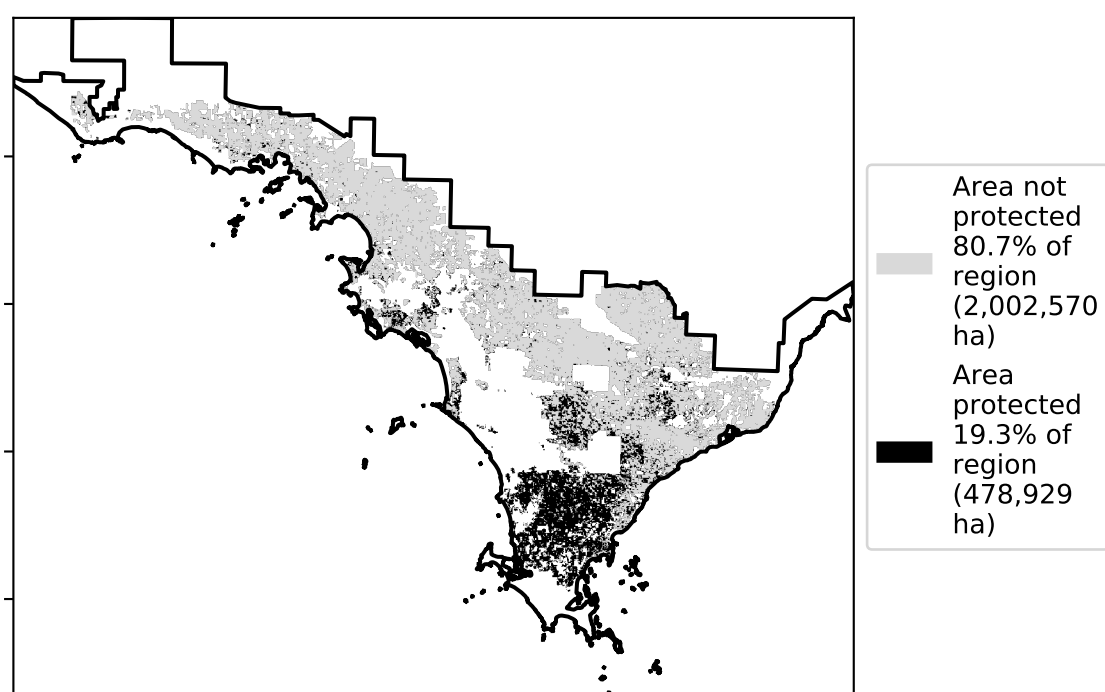 Area not
protected
80.7% of
region
(2,002,570
ha)
Area
protected
19.3% of
region
(478,929
ha)